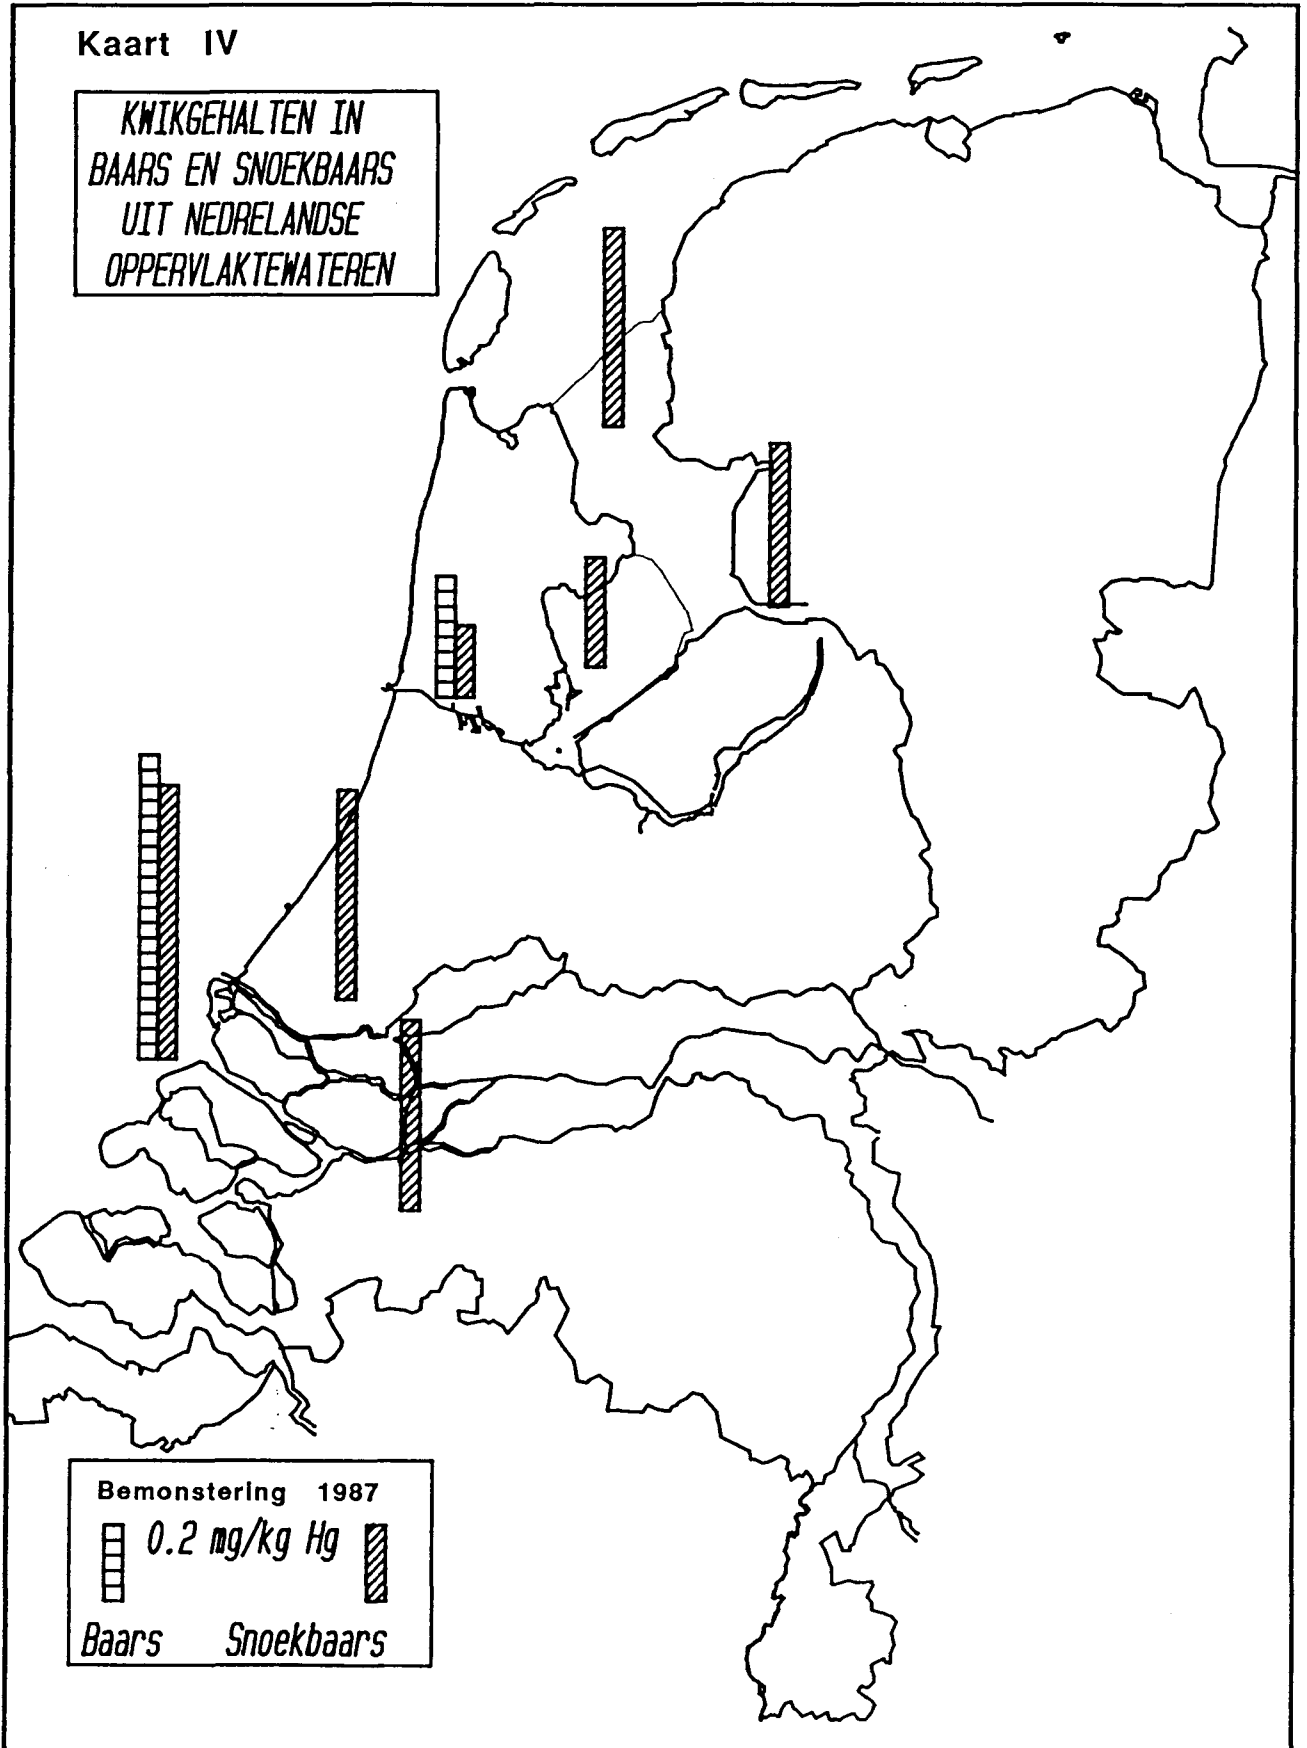 Kaart IV
KWIKGEHALTEN IN
BAARS EN SNOEKBAARS
UIT NEDRELANDSE
OPPERVLAKTEWATEREN
Bemonstering 1987
0.2 mg/kg Hg
Baars Snoekbaars